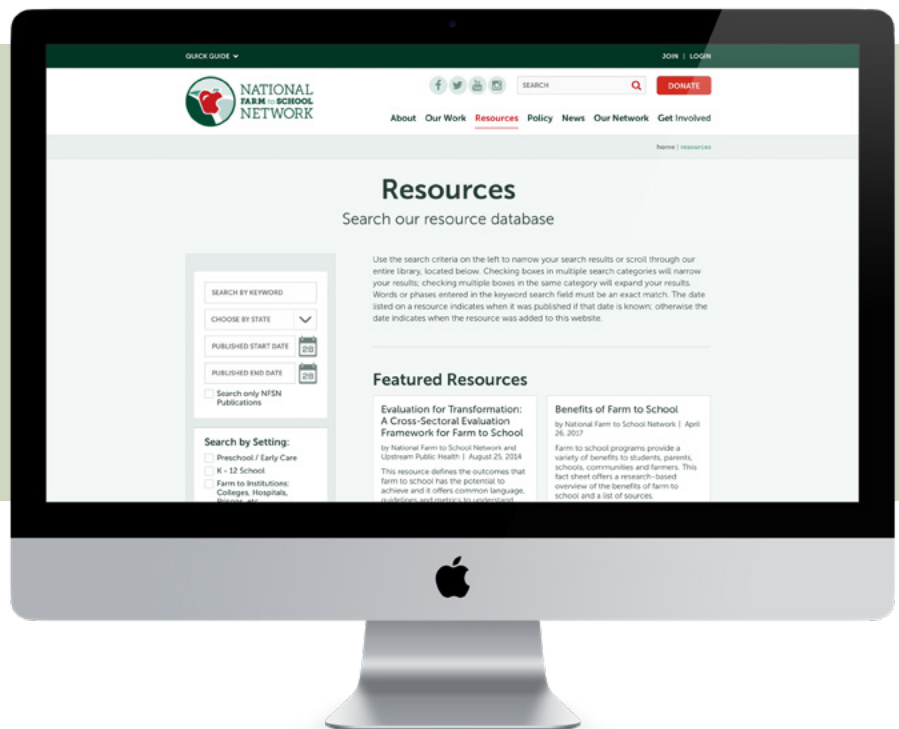 QUICK GUIDE
JOIN | LOGIN
NATIONAL
FARM to SCHOOL
NETWORK
SEARCH
DONATE
About Our Work Resources Policy News Our Network Get Involved
home | resources
Resources
Search our resource database
SEARCH BY KEYWORD
CHOOSE BY STATE
PUBLISHED START DATE
28
PUBLISHED END DATE
28
Search only NFSN
Publications
Search by Setting:
Preschool / Early Care
K - 12 School
Farm to Institutions:
Colleges, Hospitals,
Prisons, etc.
Use the search criteria on the left to narrow your search results or scroll through our
entire library, located below. Checking boxes in multiple search categories will narrow
your results; checking multiple boxes in the same category will expand your results.
Words or phases entered in the keyword search field must be an exact match. The date
listed on a resource indicates when it was published if that date is known; otherwise the
date indicates when the resource was added to this website.
Featured Resources
Evaluation for Transformation:
A Cross-Sectoral Evaluation
Framework for Farm to School
by National Farm to School Network and
Upstream Public Health | August 25, 2014
This resource defines the outcomes that
farm to school has the potential to
achieve and it offers common language,
guidelines and metrics to understand
Benefits of Farm to School
by National Farm to School Network | April
26, 2017
Farm to school programs provide a
variety of benefits to students, parents,
schools, communities and farmers. This
fact sheet offers a research-based
overview of the benefits of farm to
school and a list of sources.